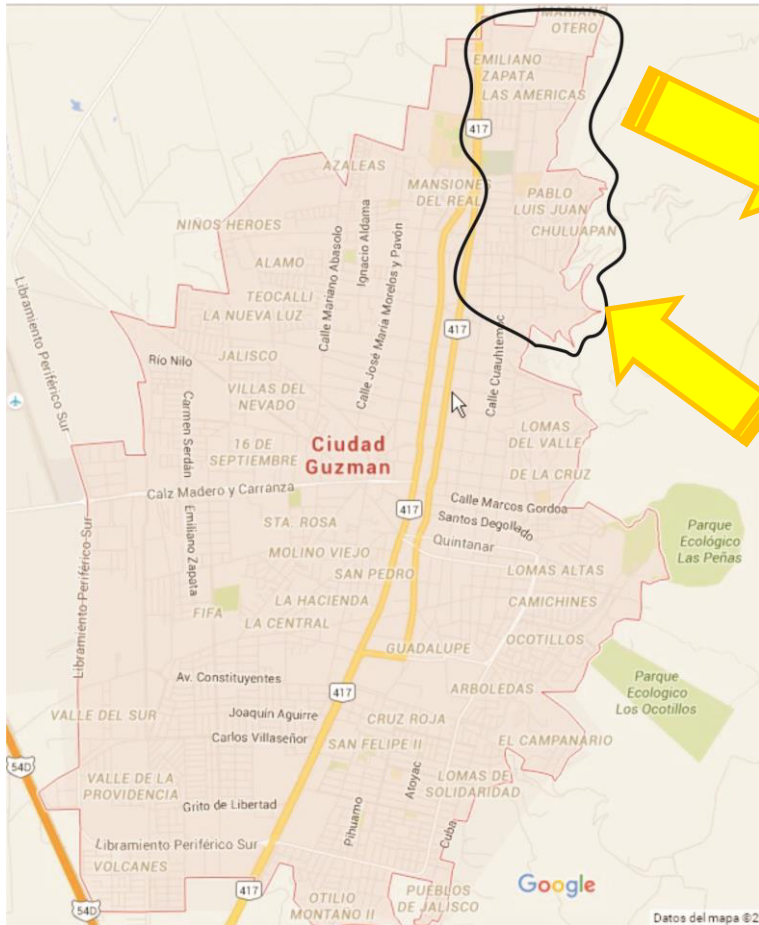 MARIANO
OTERO
EMILIANO
ZAPATA
LAS AMERICAS
417
AZALEAS
MANSIONES
DEL REAL
PABLO
LUIS JUAN
CHULUAPAN
NIÑOS HEROES
Calle Mariano Abasolo
Ignacio Aldama
Calle José María Morelos y Pavón
ALAMO
TEOCALLI
LA NUEVA LUZ
Libramiento Periférico Sur
417
Calle Cuauhtemoc
Río Nilo
JALISCO
VILLAS DEL
NEVADO
Carmen Serdán
16 DE
SEPTIEMBRE
Ciudad
Guzman
LOMAS
DEL VALLE
DE LA CRUZ
Calz Madero y Carranza
417
Calle Marcos Gordoa
Santos Degollado
Quintanar
Parque
Ecológico
Las Peñas
Libramiento Periférico Sur
Emiliano Zapata
STA. ROSA
MOLINO VIEJO
SAN PEDRO
LOMAS ALTAS
CAMICHINES
FIFA
LA HACIENDA
LA CENTRAL
GUADALUPE
OCOTILLOS
Av. Constituyentes
417
ARBOLEDAS
Parque
Ecologico
Los Ocotillos
VALLE DEL SUR
Joaquín Aguirre
Carlos Villaseñor
CRUZ ROJA
SAN FELIPE II
EL CAMPANARIO
54D
VALLE DE LA
PROVIDENCIA
Grito de Libertad
Pihuamo
Atoyac
LOMAS DE
SOLIDARIDAD
Cuba
Libramiento Periférico Sur
VOLCANES
417
54D
OTILIO
MONTAÑO II
PUEBLOS
DE JALISCO
Google
Datos del mapa ©2